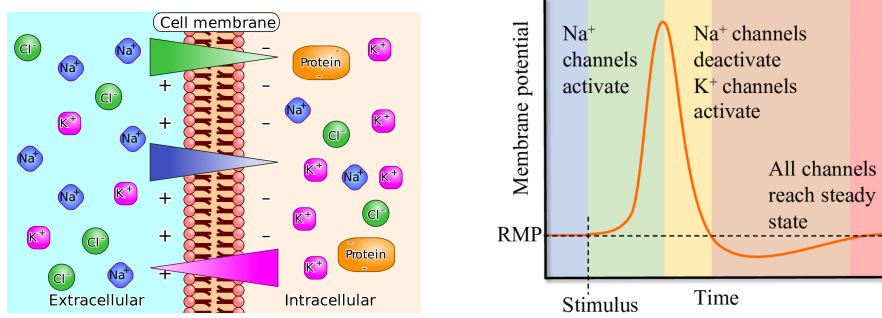 Cell membrane
Cl⁻
Na⁺
Na⁺
Cl⁻
K⁺
Na⁺
Na⁺
Na⁺
K⁺
K⁺
Cl⁻
Cl⁻
Na⁺
Extracellular
+
+
+
+
+
–
–
–
–
–
–
Protein
–
–
K⁺
Na⁺
Cl⁻
K⁺
K⁺
Na⁺
K⁺
K⁺
Cl⁻
Protein
–
–
K⁺
Intracellular
Membrane potential
RMP
Na⁺
channels
activate
Na⁺ channels
deactivate
K⁺ channels
activate
All channels
reach steady
state
Stimulus
Time